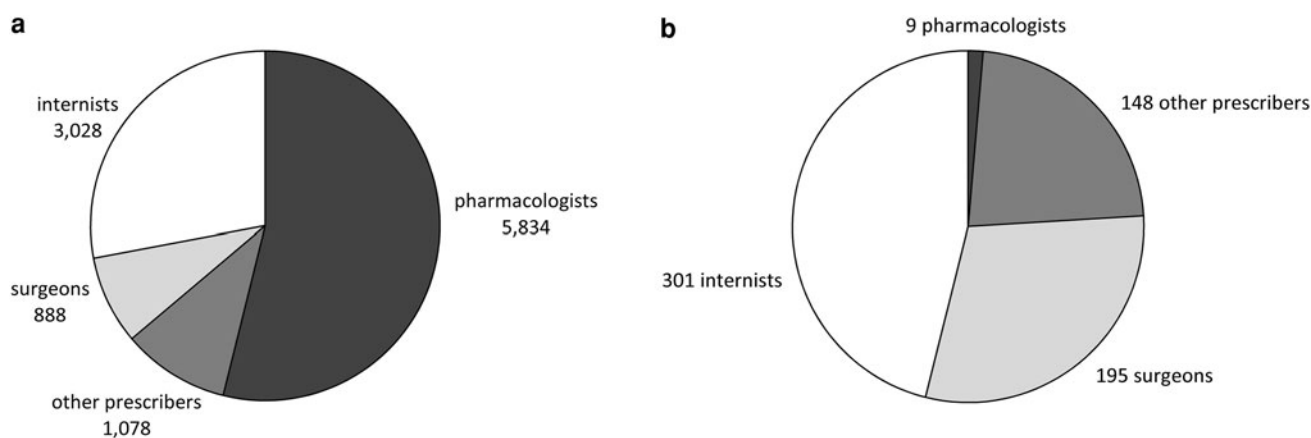 a
internists
3,028
pharmacologists
5,834
surgeons
888
other prescribers
1,078
b
9 pharmacologists
148 other prescribers
301 internists
195 surgeons